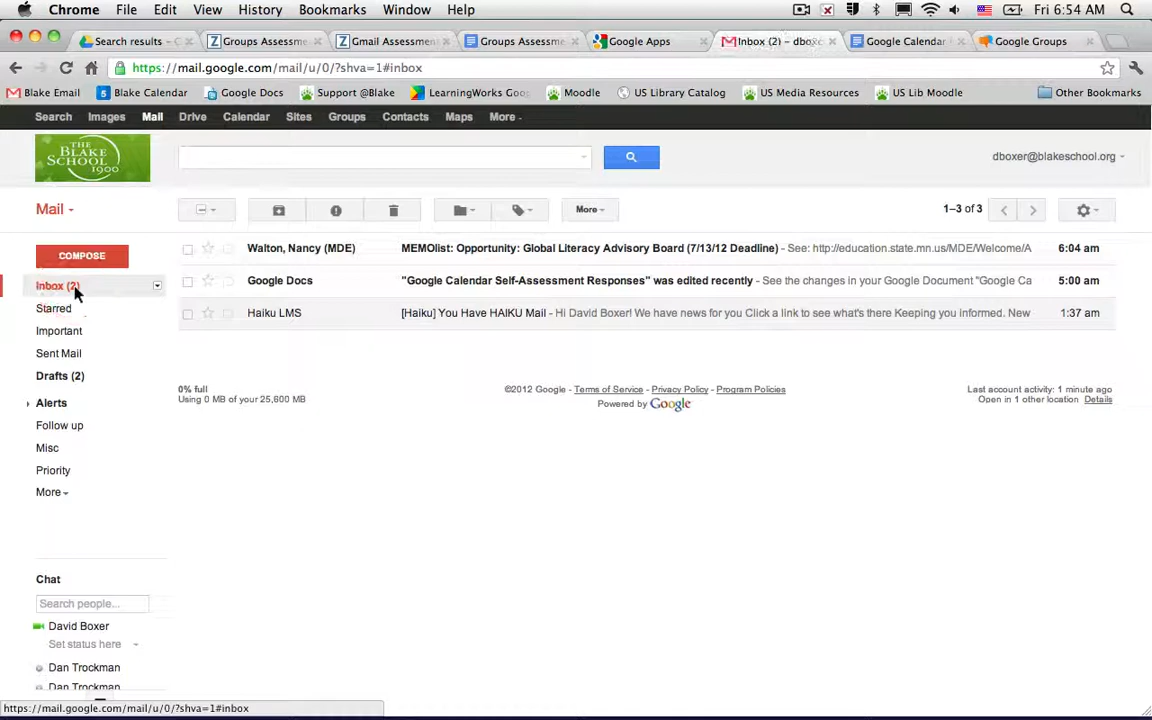 Chrome File Edit View History Bookmarks Window Help Fri 6:54 AM
Search results - Groups Assessme Gmail Assessmen Groups Assessme Google Apps Inbox (2) - dbox Google Calendar Google Groups
https://mail.google.com/mail/u/0/?shva=1#inbox
Blake Email 5 Blake Calendar Google Docs Support @Blake LearningWorks Goo Moodle US Library Catalog US Media Resources US Lib Moodle Other Bookmarks
Search Images Mail Drive Calendar Sites Groups Contacts Maps More
THE
BLAKE
SCHOOL
1900
dboxer@blakeschool.org
Mail
More
1–3 of 3
COMPOSE
Walton, Nancy (MDE) MEMOlist: Opportunity: Global Literacy Advisory Board (7/13/12 Deadline) - See: http://education.state.mn.us/MDE/Welcome/A 6:04 am
Inbox (2)
Google Docs "Google Calendar Self-Assessment Responses" was edited recently - See the changes in your Google Document "Google Ca 5:00 am
Starred
Haiku LMS [Haiku] You Have HAIKU Mail - Hi David Boxer! We have news for you Click a link to see what's there Keeping you informed. New 1:37 am
Important
Sent Mail
Drafts (2)
Alerts
Follow up
Misc
Priority
More
0% full
Using 0 MB of your 25,600 MB
©2012 Google - Terms of Service - Privacy Policy - Program Policies
Powered by Google
Last account activity: 1 minute ago
Open in 1 other location Details
Chat
Search people...
David Boxer
Set status here
Dan Trockman
Dan Trockman
https://mail.google.com/mail/u/0/?shva=1#inbox